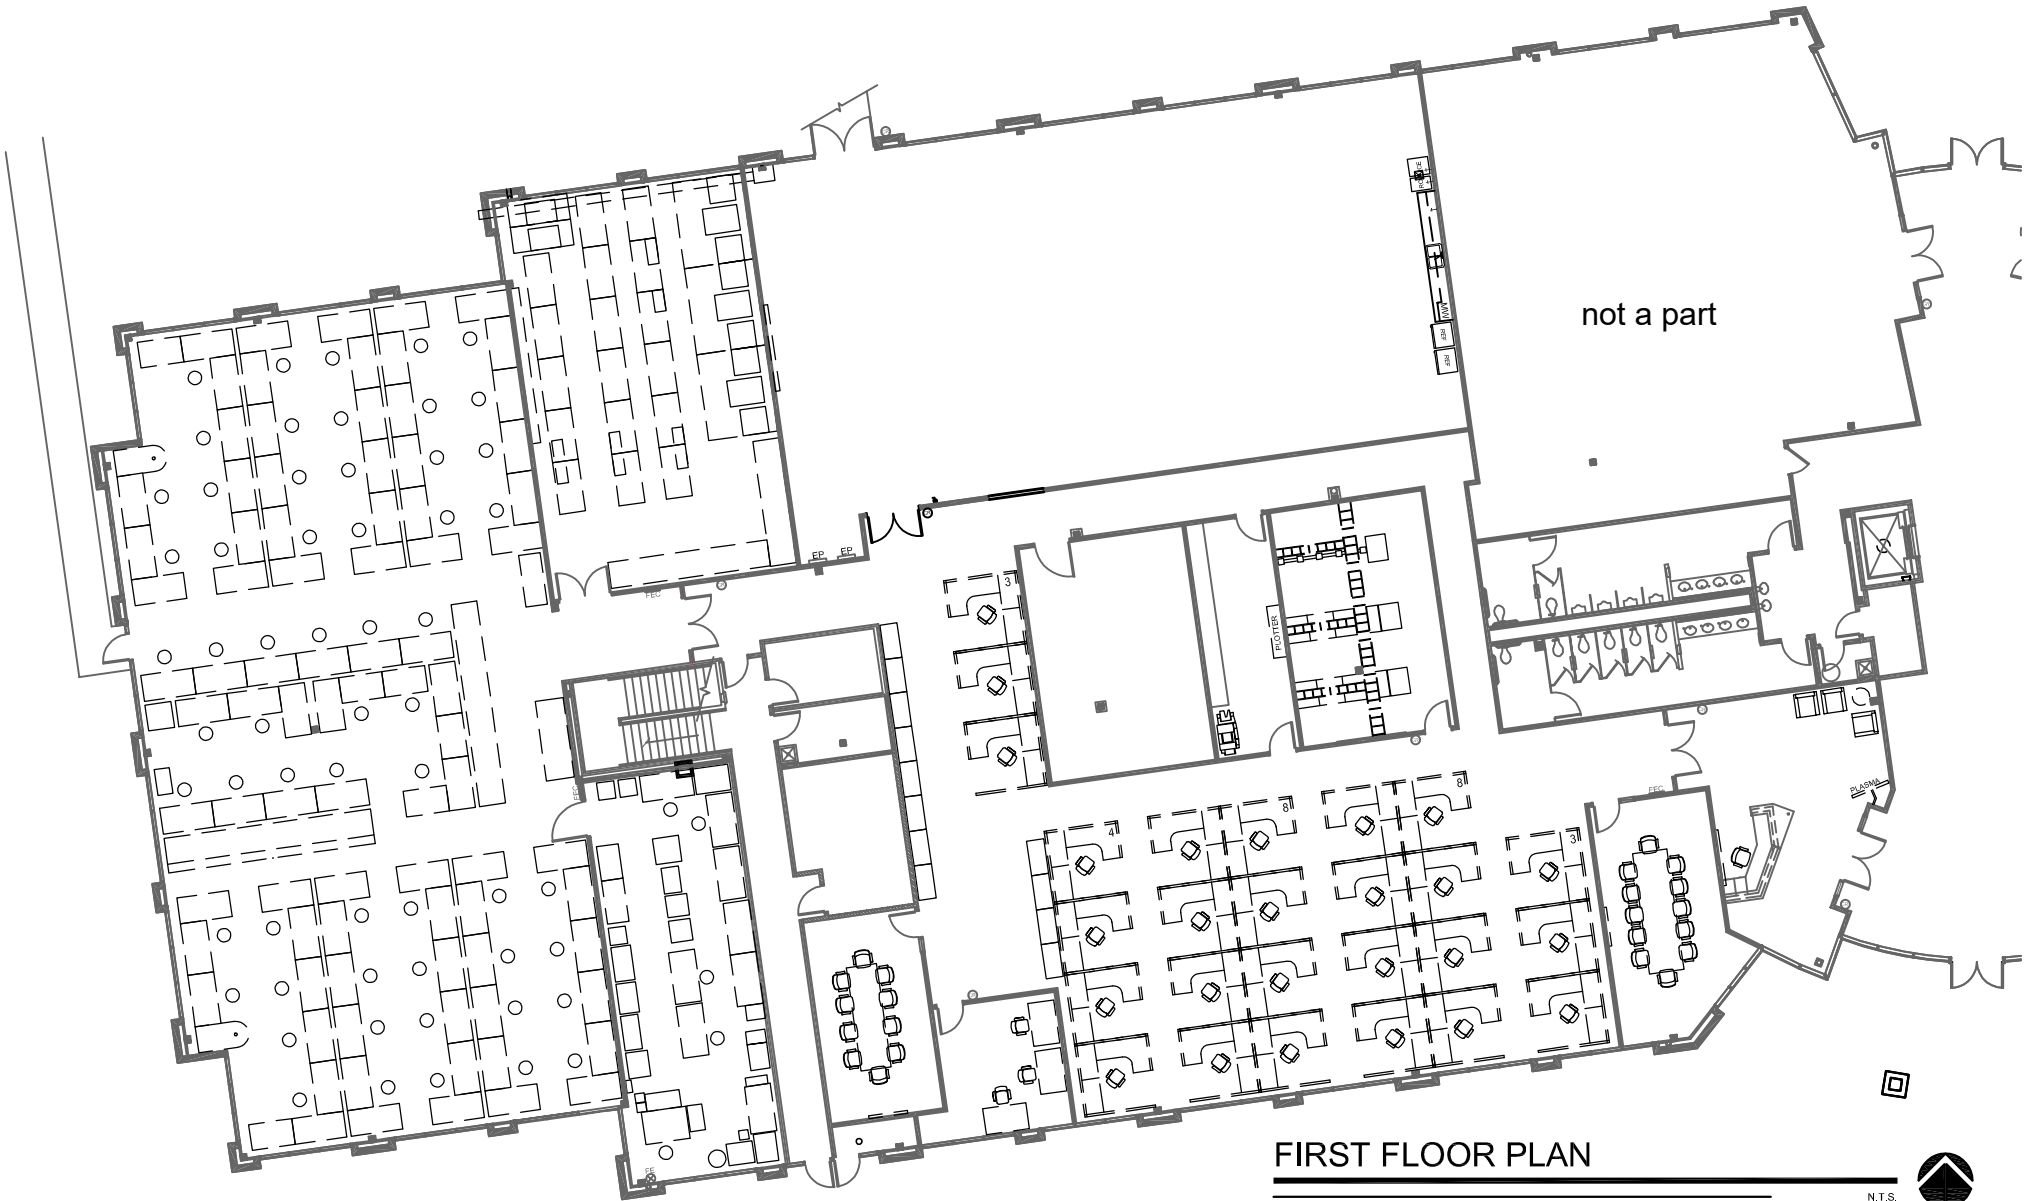 not a part
MW
REF
REF
EP
EP
FEC
3
PLOTTER
PLASMA
FEC
FEC
8
8
4
3
FE
FIRST FLOOR PLAN
N.T.S.